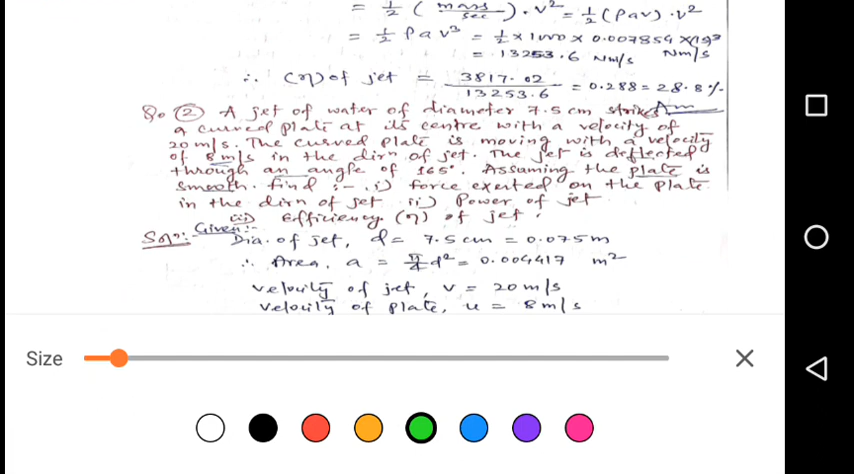 = 1/2 (mass/sec) · v² = 1/2 (ρav) · v²
= 1/2 ρav³ = 1/2 × 1000 × 0.007854 ×
= 13253.6 Nm/s Nm/s
∴ (η) of jet = 3817.02/13253.6 = 0.288 = 28.8%
② A jet of water of diameter 7.5 cm strikes
a curved plate at its centre with a velocity of
20 m/s. The curved plate is moving with a velocity
of 8 m/s in the dirn of jet. The jet is deflected
through an angle of 165°. Assuming the plate is
smooth. find :- i) force exerted on the plate
in the dirn of jet ii) Power of jet
iii) Efficiency (η) of jet.
Soln: Given:-
Dia. of jet, d = 7.5 cm = 0.075 m
∴ Area, a = π/4 d² = 0.004417 m²
velocity of jet, v = 20 m/s
velocity of plate, u = 8 m/s
Size